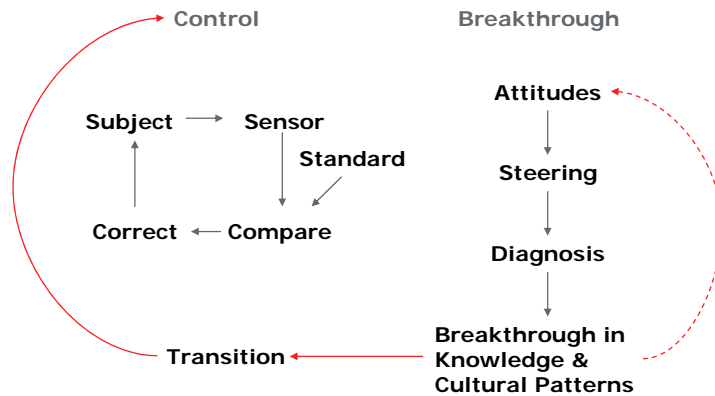 Control
Breakthrough
Attitudes
Subject
Sensor
Standard
Steering
Correct
Compare
Diagnosis
Breakthrough in
Knowledge &
Cultural Patterns
Transition